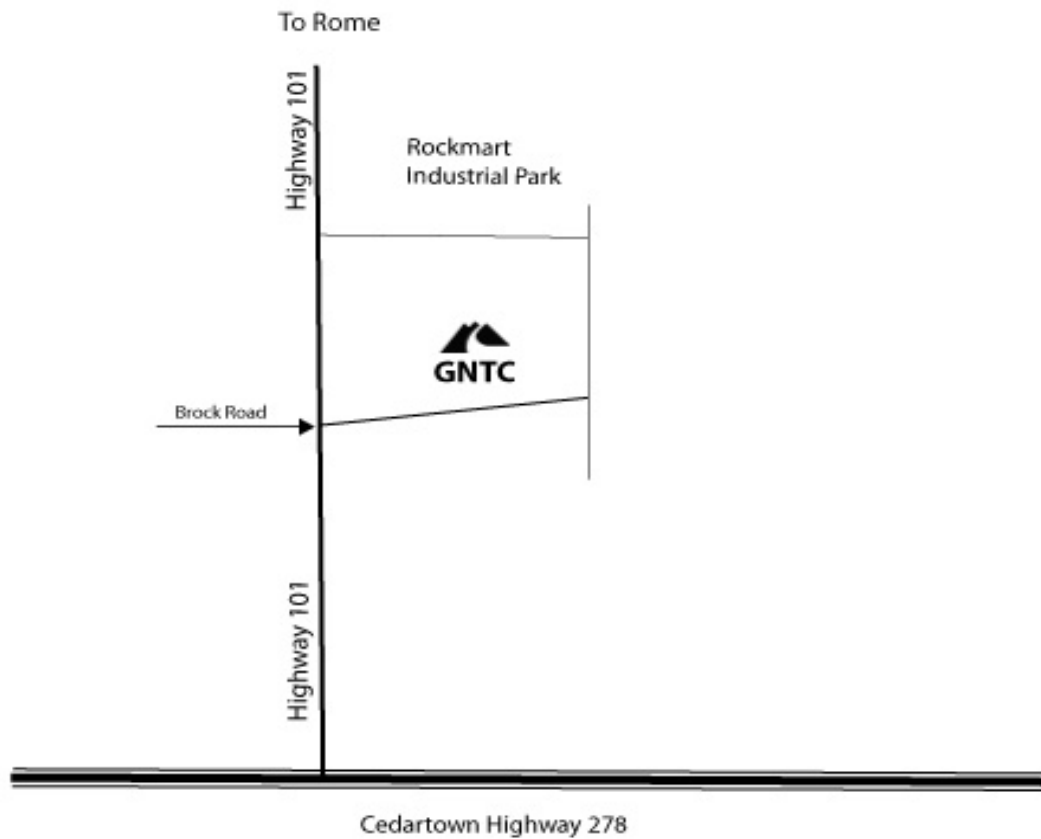 To Rome
Highway 101
Rockmart
Industrial Park
GNTC
Brock Road
Highway 101
Cedartown Highway 278